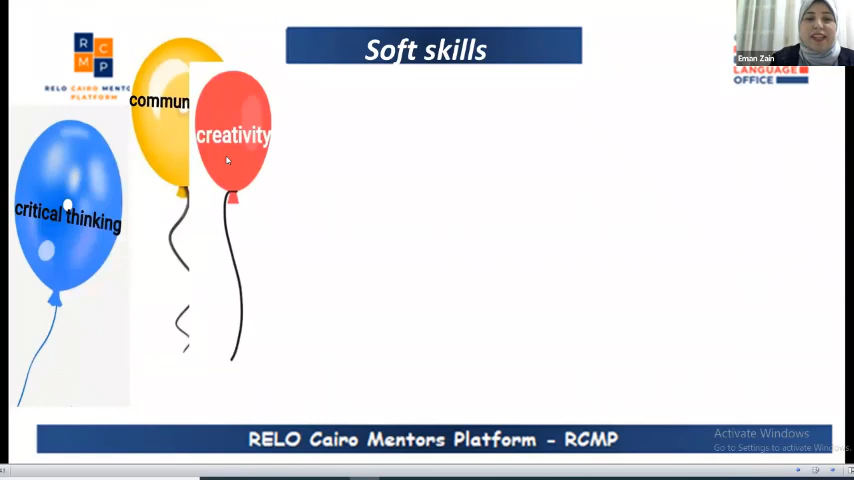 Soft skills
Eman Zain
R C
M P
RELO CAIRO MENTO
PLATFORM
LANGUAGE
OFFICE
commun
creativity
critical thinking
RELO Cairo Mentors Platform - RCMP
Activate Windows
Go to Settings to activate Windows.